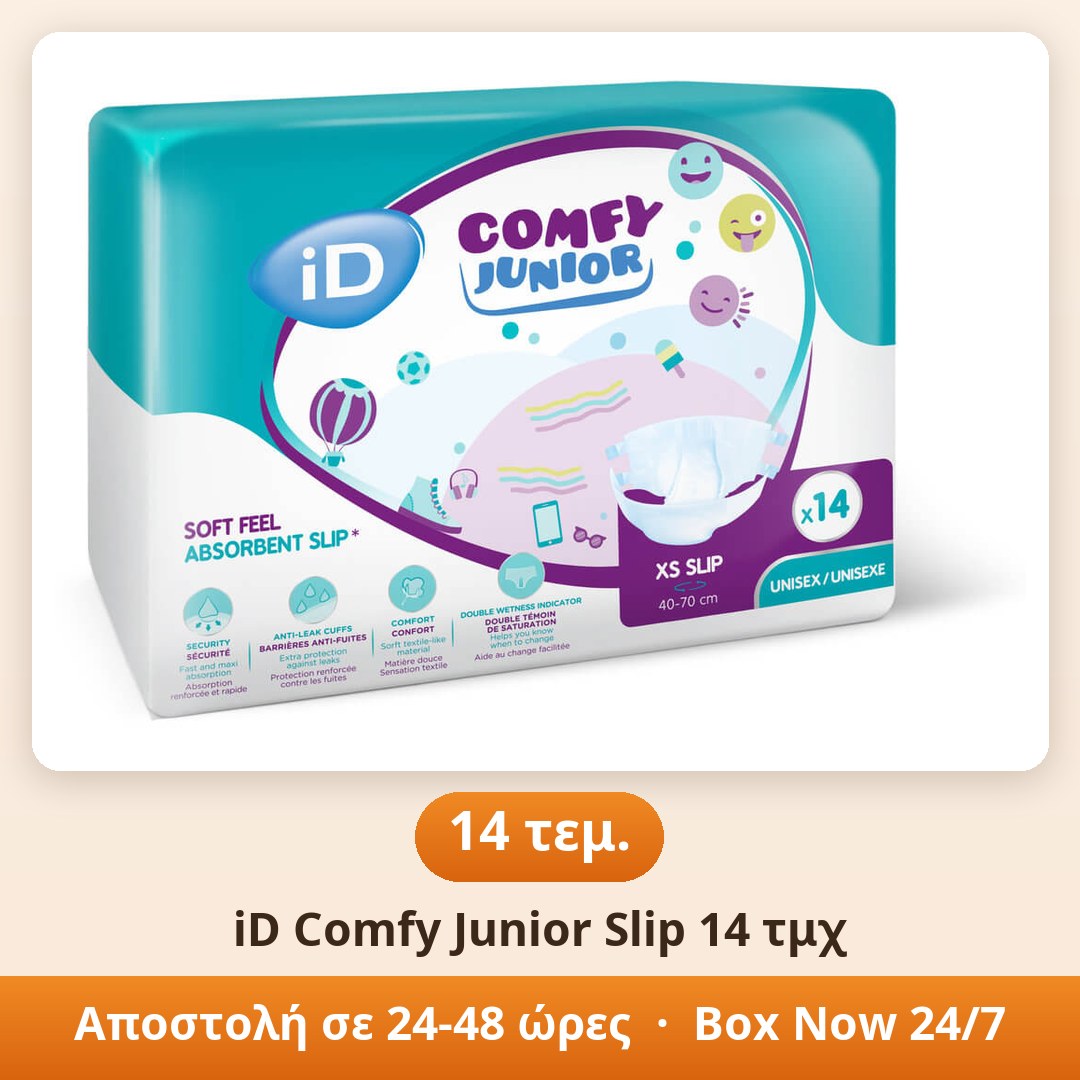 iD
COMFY
JUNIOR
SOFT FEEL
ABSORBENT SLIP*
SECURITY
SÉCURITÉ
Fast and maxi
absorption
Absorption
renforcée et rapide
ANTI-LEAK CUFFS
BARRIÈRES ANTI-FUITES
Extra protection
against leaks
Protection renforcée
contre les fuites
COMFORT
CONFORT
Soft textile-like
material
Matière douce
Sensation textile
DOUBLE WETNESS INDICATOR
DOUBLE TÉMOIN
DE SATURATION
Helps you know
when to change
Aide au change facilitée
x14
XS SLIP
40-70 cm
UNISEX / UNISEXE
14 τεμ.
iD Comfy Junior Slip 14 τμχ
Αποστολή σε 24-48 ώρες · Box Now 24/7